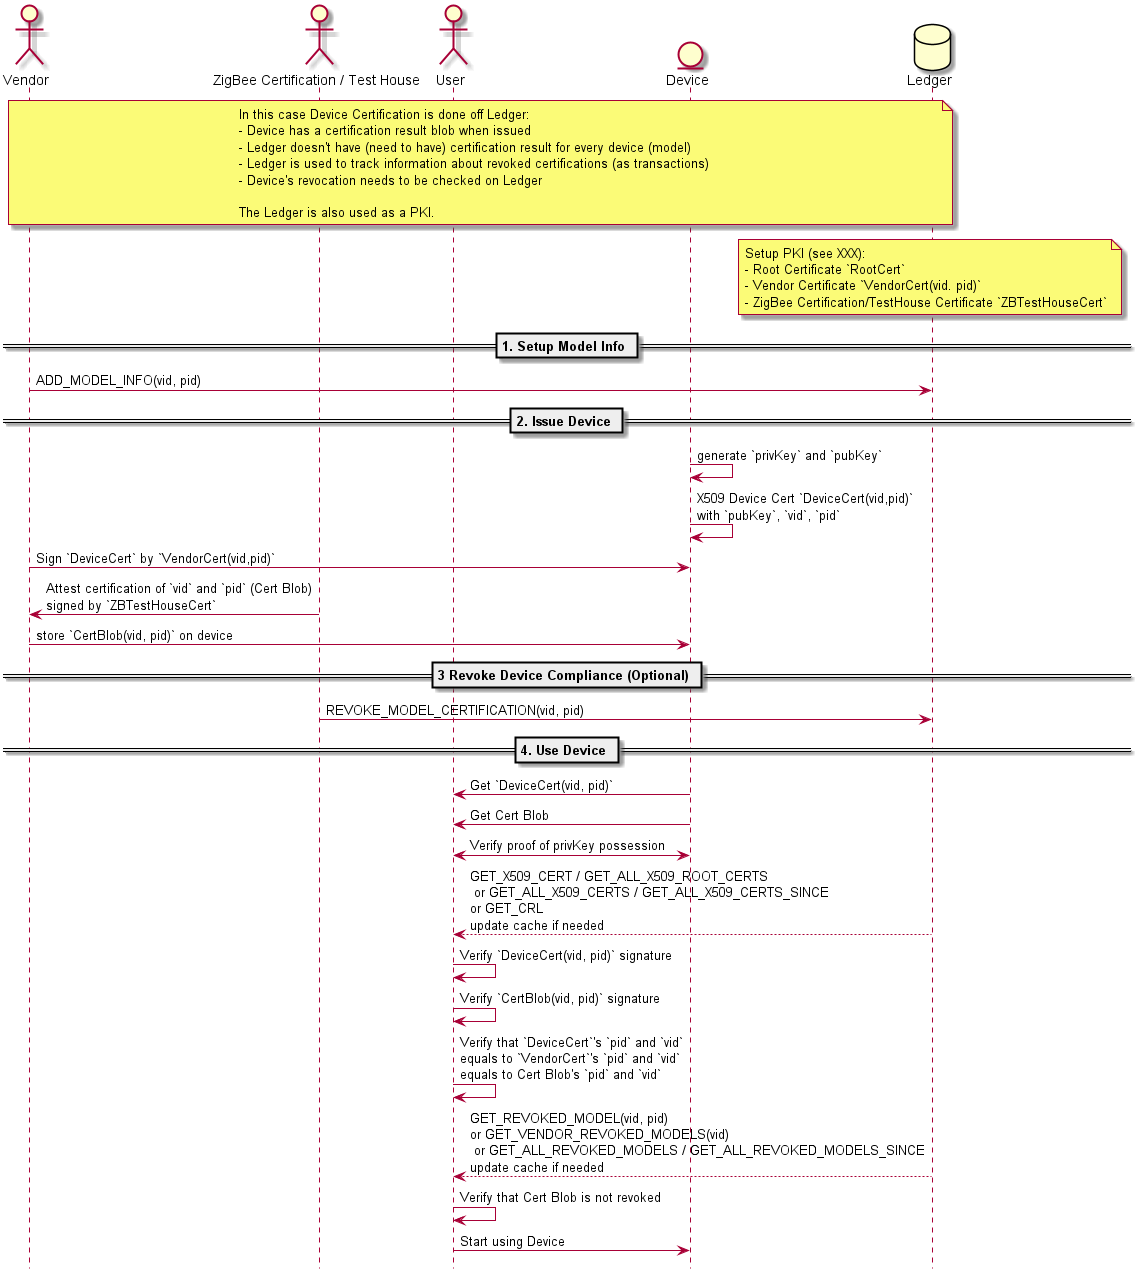 Vendor
ZigBee Certification / Test House
User
Device
Ledger
In this case Device Certification is done off Ledger:
- Device has a certification result blob when issued
- Ledger doesn't have (need to have) certification result for every device (model)
- Ledger is used to track information about revoked certifications (as transactions)
- Device's revocation needs to be checked on Ledger
The Ledger is also used as a PKI.
Setup PKI (see XXX):
- Root Certificate `RootCert`
- Vendor Certificate `VendorCert(vid. pid)`
- ZigBee Certification/TestHouse Certificate `ZBTestHouseCert`
1. Setup Model Info
ADD_MODEL_INFO(vid, pid)
2. Issue Device
generate `privKey` and `pubKey`
X509 Device Cert `DeviceCert(vid,pid)`
with `pubKey`, `vid`, `pid`
Sign `DeviceCert` by `VendorCert(vid,pid)`
Attest certification of `vid` and `pid` (Cert Blob)
signed by `ZBTestHouseCert`
store `CertBlob(vid, pid)` on device
3 Revoke Device Compliance (Optional)
REVOKE_MODEL_CERTIFICATION(vid, pid)
4. Use Device
Get `DeviceCert(vid, pid)`
Get Cert Blob
Verify proof of privKey possession
GET_X509_CERT / GET_ALL_X509_ROOT_CERTS
or GET_ALL_X509_CERTS / GET_ALL_X509_CERTS_SINCE
or GET_CRL
update cache if needed
Verify `DeviceCert(vid, pid)` signature
Verify `CertBlob(vid, pid)` signature
Verify that `DeviceCert`'s `pid` and `vid`
equals to `VendorCert`'s `pid` and `vid`
equals to Cert Blob's `pid` and `vid`
GET_REVOKED_MODEL(vid, pid)
or GET_VENDOR_REVOKED_MODELS(vid)
or GET_ALL_REVOKED_MODELS / GET_ALL_REVOKED_MODELS_SINCE
update cache if needed
Verify that Cert Blob is not revoked
Start using Device